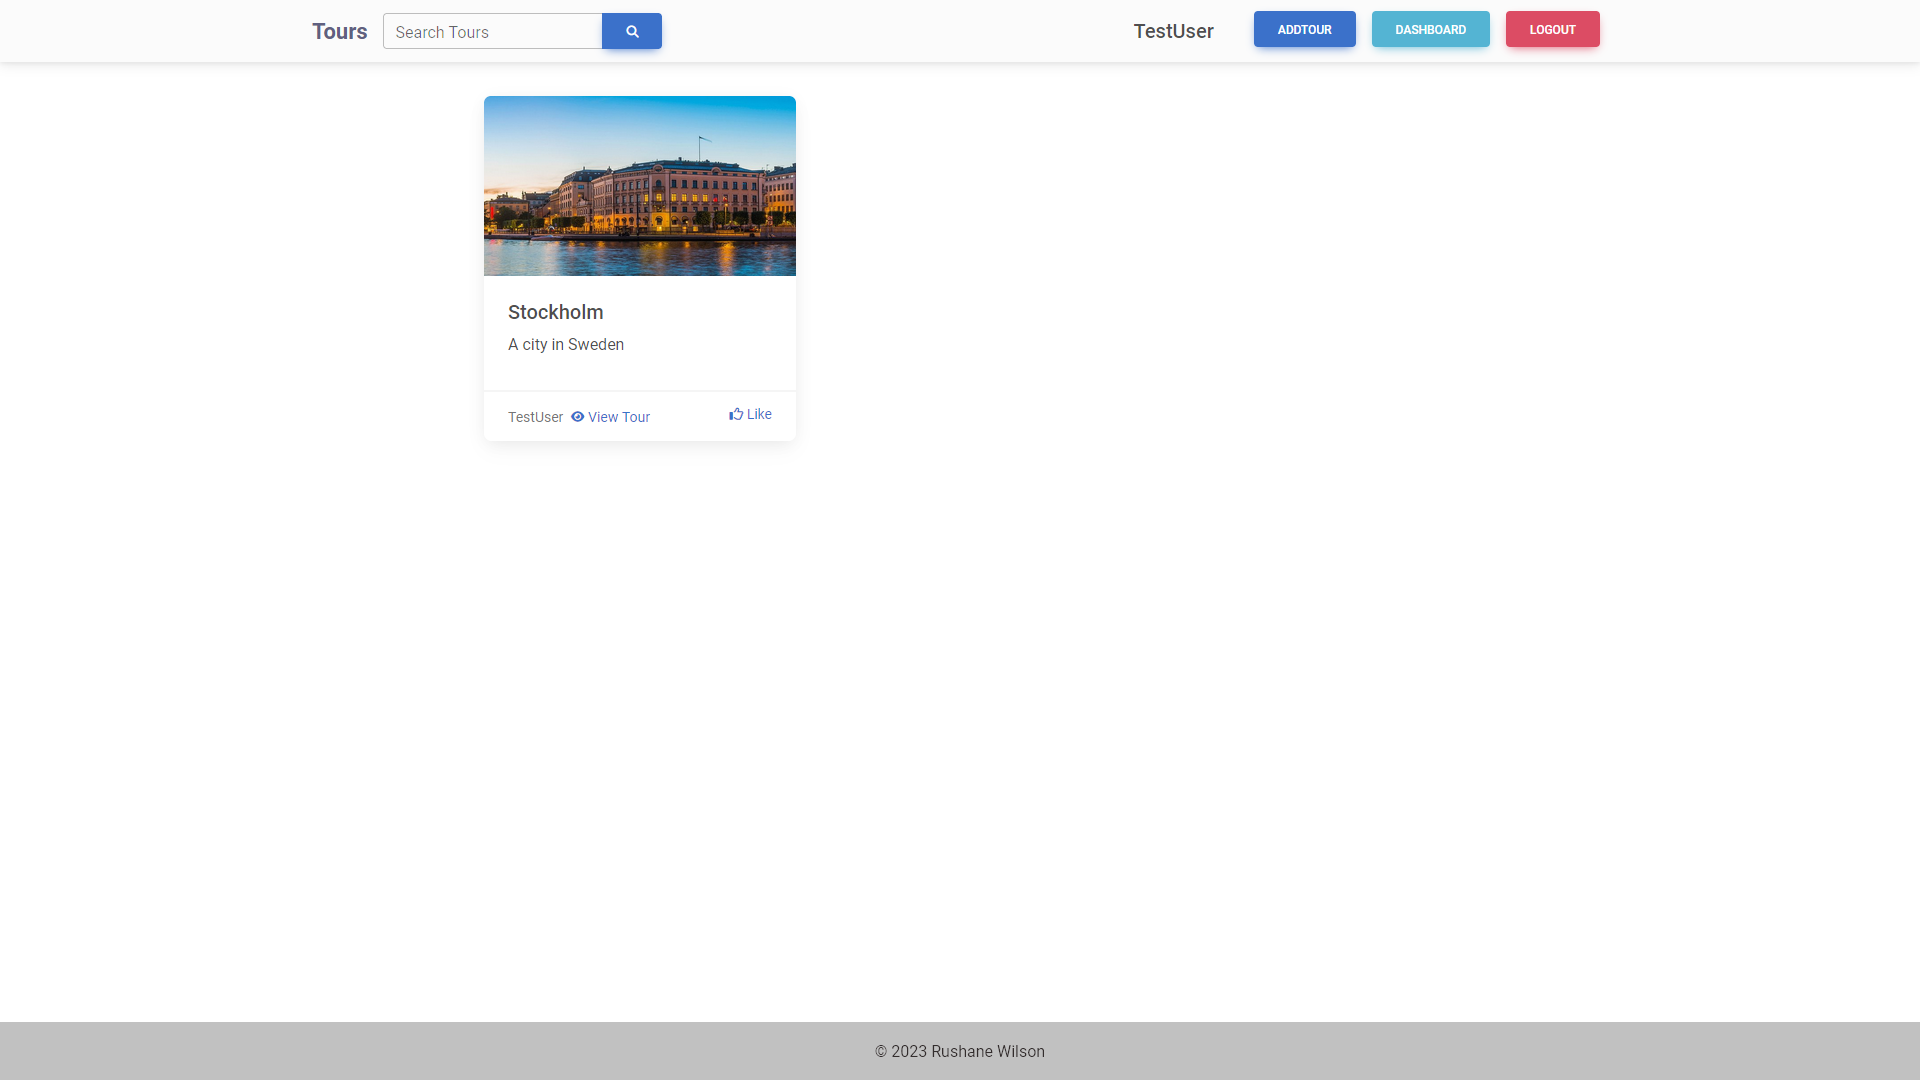 Tours
Search Tours
TestUser
ADDTOUR
DASHBOARD
LOGOUT
Stockholm
A city in Sweden
TestUser View Tour
Like
© 2023 Rushane Wilson